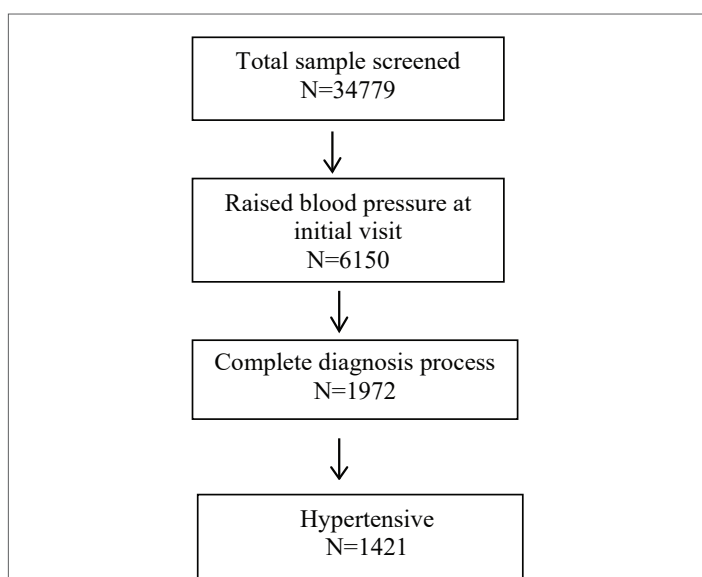 Total sample screened
N=34779
Raised blood pressure at
initial visit
N=6150
Complete diagnosis process
N=1972
Hypertensive
N=1421